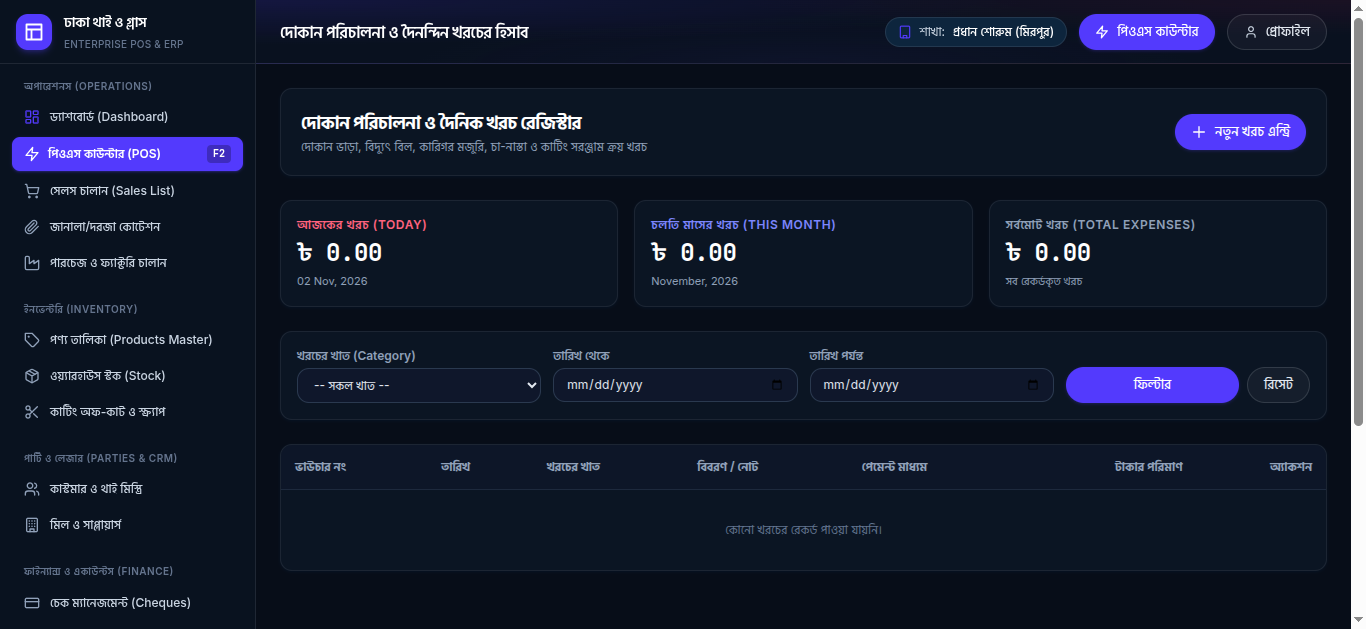 ঢাকা থাই ও গ্লাস
ENTERPRISE POS & ERP
অপারেশনস (OPERATIONS)
ড্যাশবোর্ড (Dashboard)
পিওএস কাউন্টার (POS) F2
সেলস চালান (Sales List)
জানালা/দরজা কোটেশন
পারচেজ ও ফ্যাক্টরি চালান
ইনভেন্টরি (INVENTORY)
পণ্য তালিকা (Products Master)
ওয়্যারহাউস স্টক (Stock)
কাটিং অফ-কাট ও স্ক্র্যাপ
পার্টি ও লেজার (PARTIES & CRM)
কাস্টমার ও থাই মিস্ত্রি
মিল ও সাপ্লায়ার্স
ফাইন্যান্স ও একাউন্টস (FINANCE)
চেক ম্যানেজমেন্ট (Cheques)
দোকান পরিচালনা ও দৈনন্দিন খরচের হিসাব
শাখা: প্রধান শোরুম (মিরপুর)
পিওএস কাউন্টার
প্রোফাইল
দোকান পরিচালনা ও দৈনিক খরচ রেজিস্টার
দোকান ভাড়া, বিদ্যুৎ বিল, কারিগর মজুরি, চা-নাস্তা ও কাটিং সরঞ্জাম ক্রয় খরচ
নতুন খরচ এন্ট্রি
আজকের খরচ (TODAY)
৳ 0.00
02 Nov, 2026
চলতি মাসের খরচ (THIS MONTH)
৳ 0.00
November, 2026
সর্বমোট খরচ (TOTAL EXPENSES)
৳ 0.00
সব রেকর্ডকৃত খরচ
খরচের খাত (Category)
-- সকল খাত --
তারিখ থেকে
mm/dd/yyyy
তারিখ পর্যন্ত
mm/dd/yyyy
ফিল্টার
রিসেট
ভাউচার নং তারিখ খরচের খাত বিবরণ / নোট পেমেন্ট মাধ্যম টাকার পরিমাণ অ্যাকশন
কোনো খরচের রেকর্ড পাওয়া যায়নি।